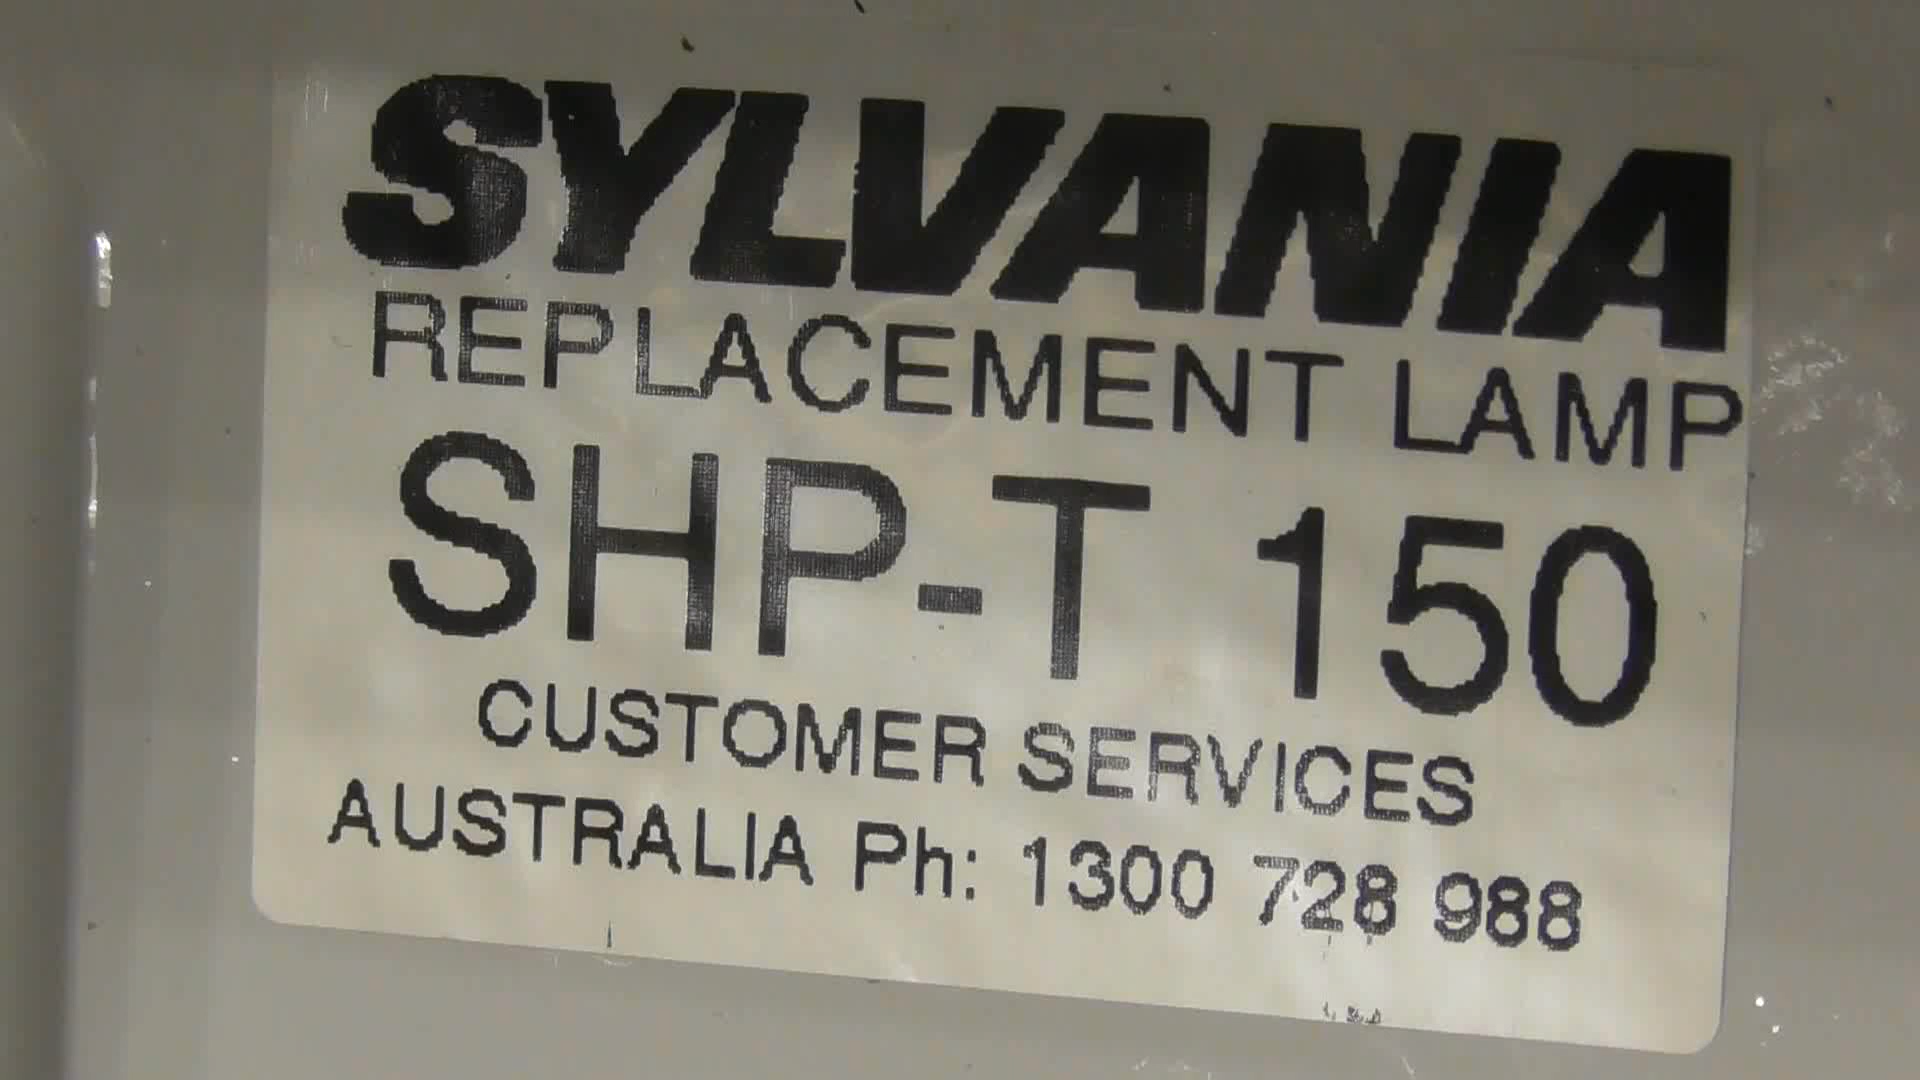 SYLVANIA
REPLACEMENT LAMP
SHP-T 150
CUSTOMER SERVICES
AUSTRALIA Ph: 1300 728 988